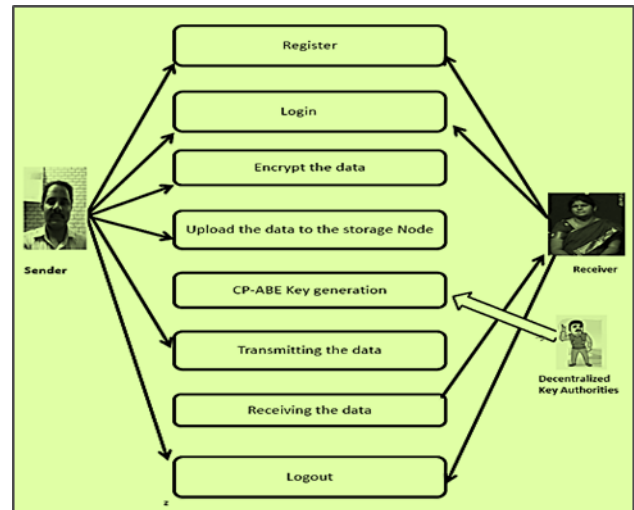 Register
Login
Encrypt the data
Upload the data to the storage Node
Sender
Receiver
CP-ABE Key generation
Transmitting the data
Decentralized
Key Authorities
Receiving the data
Logout
z